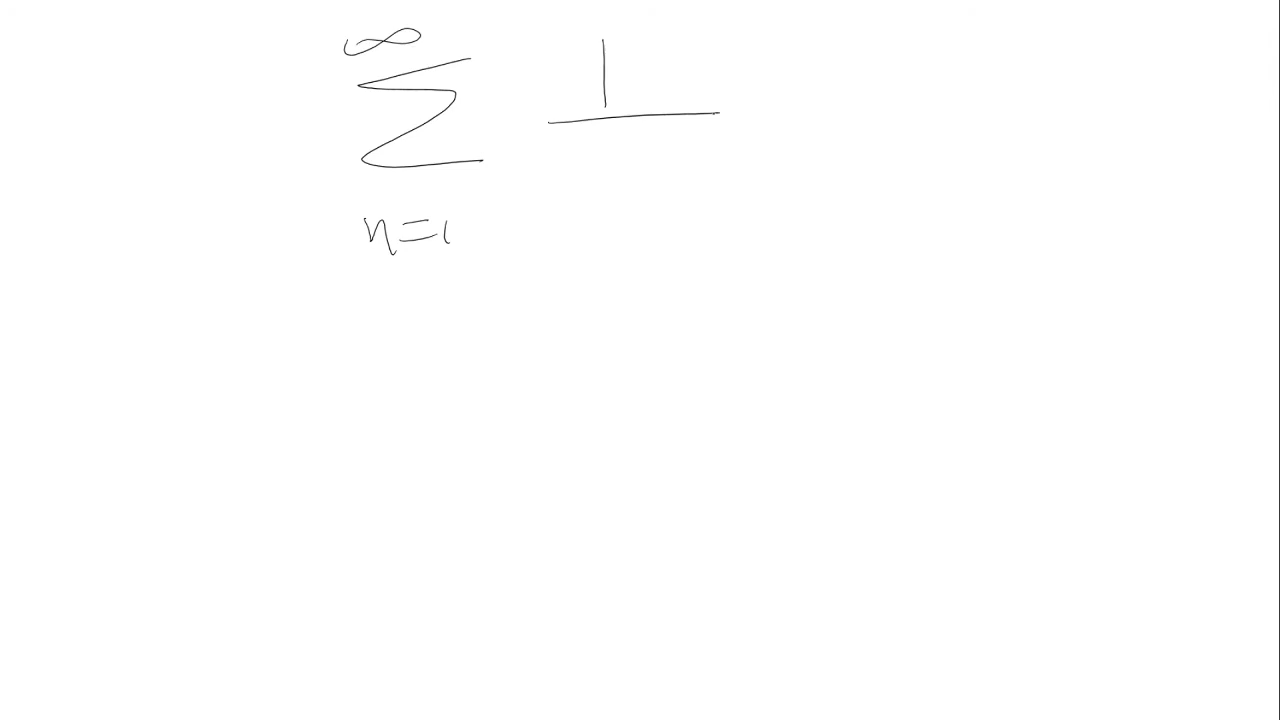 ∞
∑ 1/
n=1